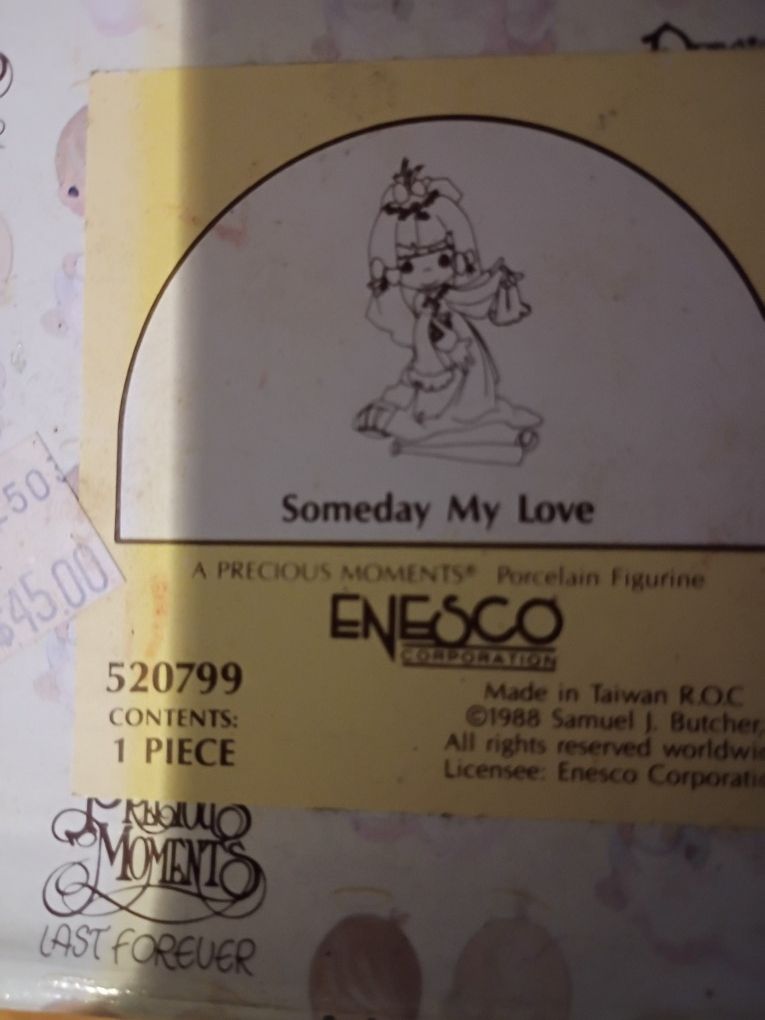 Someday My Love
A PRECIOUS MOMENTS® Porcelain Figurine
ENESCO
CORPORATION
520799
CONTENTS:
1 PIECE
Made in Taiwan R.O.C
©1988 Samuel J. Butcher,
All rights reserved
Licensee: Enesco
$45.00
PRECIOUS
MOMENTS
LAST FOREVER